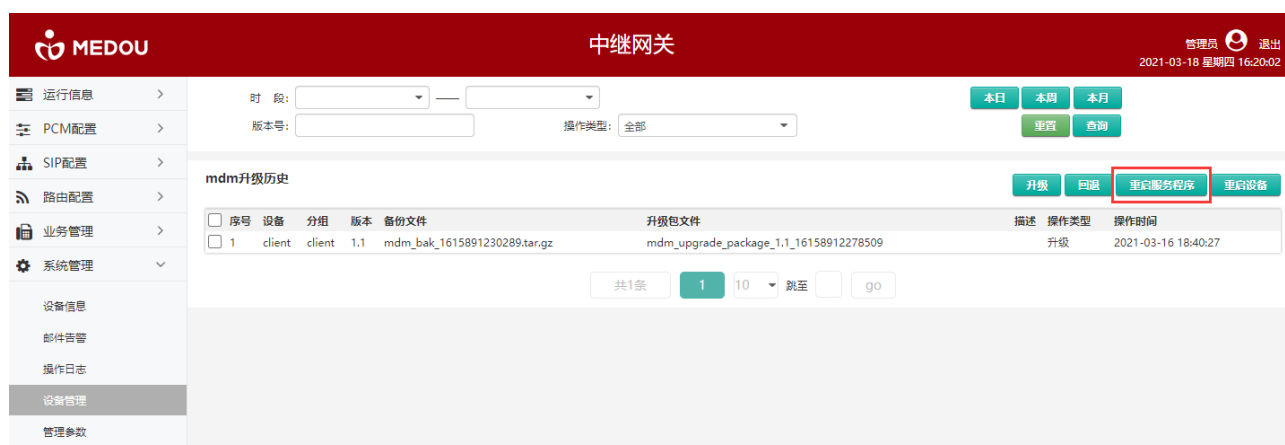 MEDOU
中继网关
管理员 退出
2021-03-18 星期四 16:20:02
运行信息
PCM配置
SIP配置
路由配置
业务管理
系统管理
设备信息
邮件告警
操作日志
设备管理
管理参数
时 段: —— 本日 本周 本月
版本号: 操作类型: 全部 重置 查询
mdm升级历史 升级 回退 重启服务程序 重启设备
序号 设备 分组 版本 备份文件 升级包文件 描述 操作类型 操作时间
1 client client 1.1 mdm_bak_1615891230289.tar.gz mdm_upgrade_package_1.1_16158912278509 升级 2021-03-16 18:40:27
共1条 1 10 跳至 go